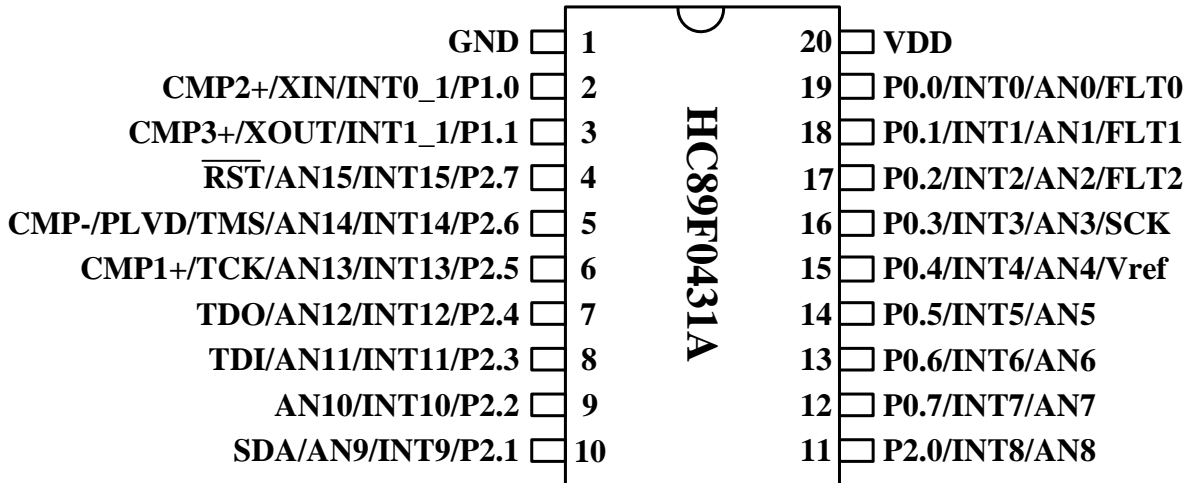 GND 1 20 VDD
CMP2+/XIN/INT0_1/P1.0 2 19 P0.0/INT0/AN0/FLT0
CMP3+/XOUT/INT1_1/P1.1 3 18 P0.1/INT1/AN1/FLT1
RST/AN15/INT15/P2.7 4 17 P0.2/INT2/AN2/FLT2
CMP-/PLVD/TMS/AN14/INT14/P2.6 5 16 P0.3/INT3/AN3/SCK
CMP1+/TCK/AN13/INT13/P2.5 6 15 P0.4/INT4/AN4/Vref
TDO/AN12/INT12/P2.4 7 14 P0.5/INT5/AN5
TDI/AN11/INT11/P2.3 8 13 P0.6/INT6/AN6
AN10/INT10/P2.2 9 12 P0.7/INT7/AN7
SDA/AN9/INT9/P2.1 10 11 P2.0/INT8/AN8
HC89F0431A